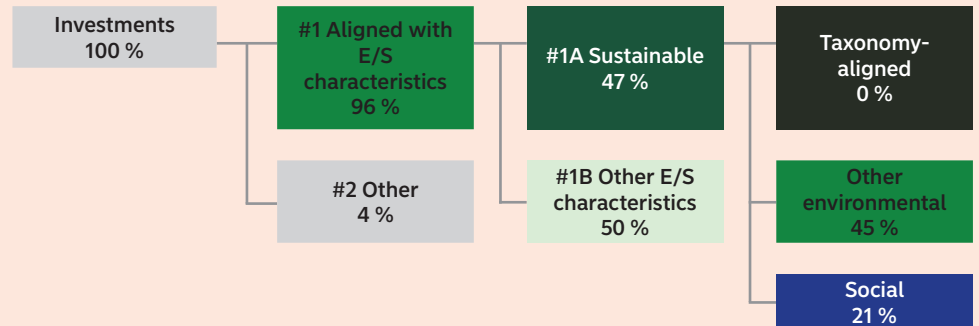 Investments
100 %
#1 Aligned with
E/S
characteristics
96 %
#2 Other
4 %
#1A Sustainable
47 %
#1B Other E/S
characteristics
50 %
Taxonomy-
aligned
0 %
Other
environmental
45 %
Social
21 %